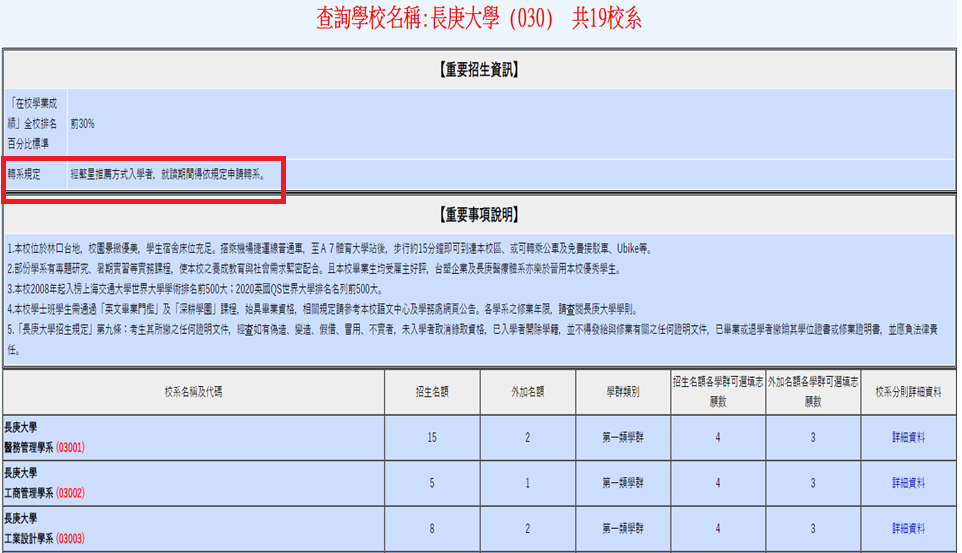 查詢學校名稱:長庚大學（030） 共19校系
【重要招生資訊】
「在校學業成
績」全校排名
百分比標準
前30%
轉系規定
經繁星推薦方式入學者，就讀期間得依規定申請轉系。
【重要事項說明】
1.本校位於林口台地，校園景緻優美，學生宿舍床位充足。搭乘機場捷運線普通車，至Ａ７體育大學站後，步行約15分鐘即可到達本校區、或可轉乘公車及免費接駁車、Ubike等。
2.部份學系有專題研究、暑期實習等實務課程，使本校之養成教育與社會需求緊密配合。且本校畢業生均受雇主好評，台塑企業及長庚醫療體系亦樂於晉用本校優秀學生。
3.本校2008年起入榜上海交通大學世界大學學術排名前500大；2020英國QS世界大學排名名列前500大。
4.本校學士班學生需通過「英文畢業門檻」及「深耕學園」課程，始具畢業資格，相關規定請參考本校語文中心及學務處網頁公告。各學系之修業年限，請查閱長庚大學學則。
5.「長庚大學招生規定」第九條：考生其所繳之任何證明文件，經查如有偽造、變造、假借、冒用、不實者，未入學者取消錄取資格，已入學者開除學籍，並不得發給與修業有關之任何證明文件，已畢業或退學者撤銷其學位證書或修業證明書，並應負法律責
任。
校系名稱及代碼
招生名額
外加名額
學群類別
招生名額各學群可選填志
願數
外加名額各學群可選填志
願數
校系分則詳細資料
長庚大學
醫務管理學系 (03001)
15
2
第一類學群
4
3
詳細資料
長庚大學
工商管理學系 (03002)
5
1
第一類學群
4
3
詳細資料
長庚大學
工業設計學系 (03003)
8
2
第一類學群
4
3
詳細資料